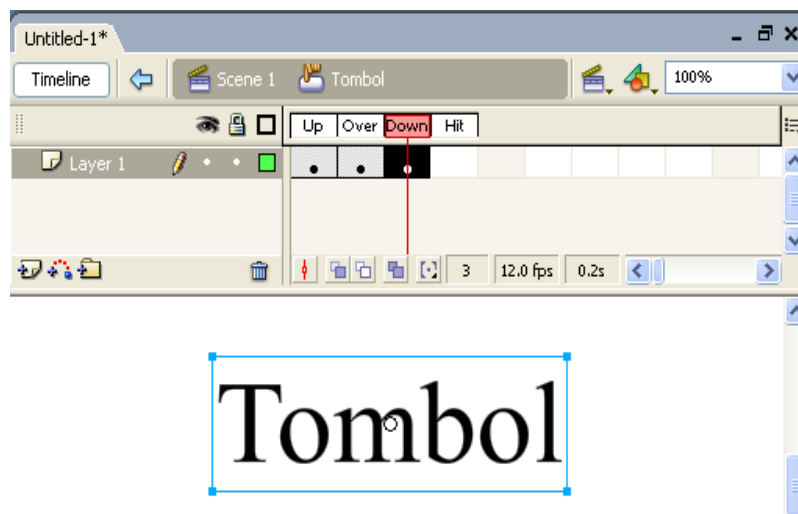 Untitled-1*
Timeline Scene 1 Tombol 100%
Up Over Down Hit
Layer 1
3 12.0 fps 0.2s
Tombol